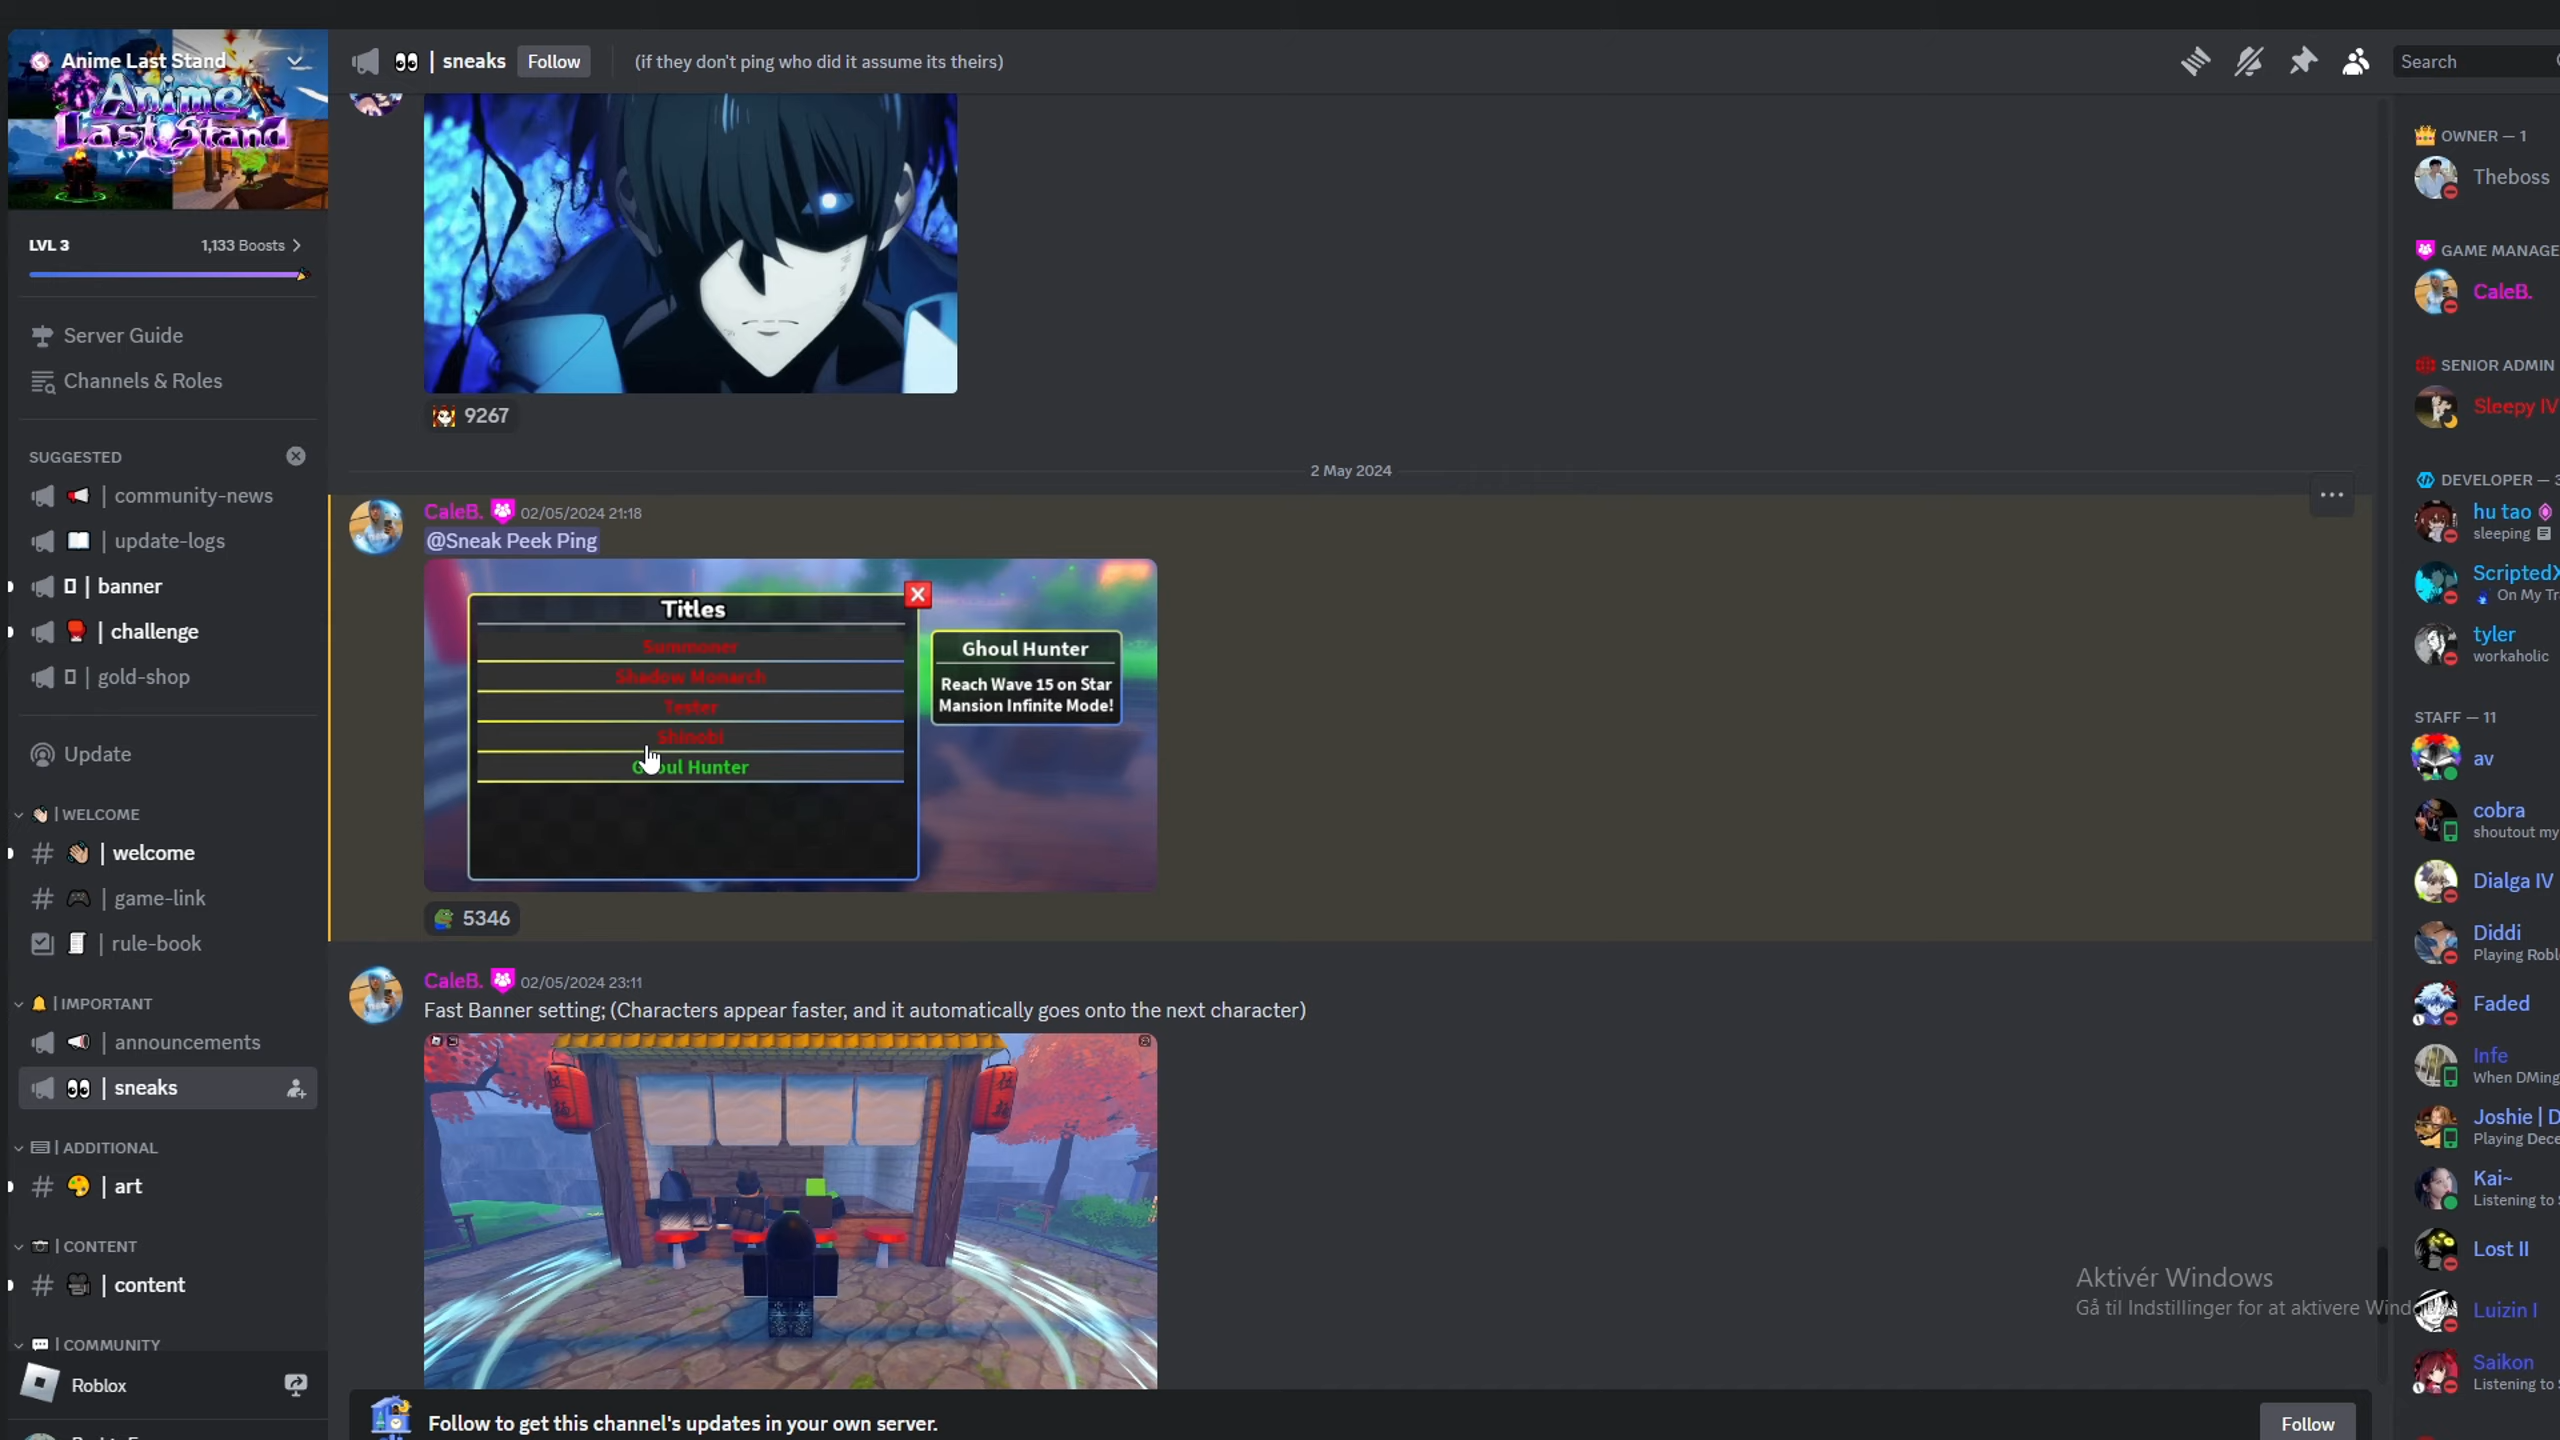 Anime Last Stand
Anime
Last Stand
LVL 3
1,133 Boosts
Server Guide
Channels & Roles
SUGGESTED
| community-news
| update-logs
| banner
| challenge
| gold-shop
Update
| WELCOME
| welcome
| game-link
| rule-book
| IMPORTANT
| announcements
| sneaks
| ADDITIONAL
| art
| CONTENT
| content
| COMMUNITY
Roblox
| sneaks
Follow
(if they don't ping who did it assume its theirs)
Search
9267
2 May 2024
CaleB. 02/05/2024 21:18
@Sneak Peek Ping
Titles
Summoner
Shadow Monarch
Tester
Shinobi
Ghoul Hunter
Ghoul Hunter
Reach Wave 15 on Star
Mansion Infinite Mode!
5346
CaleB. 02/05/2024 23:11
Fast Banner setting; (Characters appear faster, and it automatically goes onto the next character)
Follow to get this channel's updates in your own server.
Follow
Aktivér Windows
Gå til Indstillinger for at aktivere Wind
OWNER — 1
Theboss
GAME MANAGE
CaleB.
SENIOR ADMIN
Sleepy IV
DEVELOPER — 3
hu tao
sleeping
ScriptedX
On My Tr
tyler
workaholic
STAFF — 11
av
cobra
shoutout my
Dialga IV
Diddi
Playing Robl
Faded
Infe
When DMing
Joshie | D
Playing Dece
Kai~
Listening to S
Lost II
Luizin I
Saikon
Listening to S